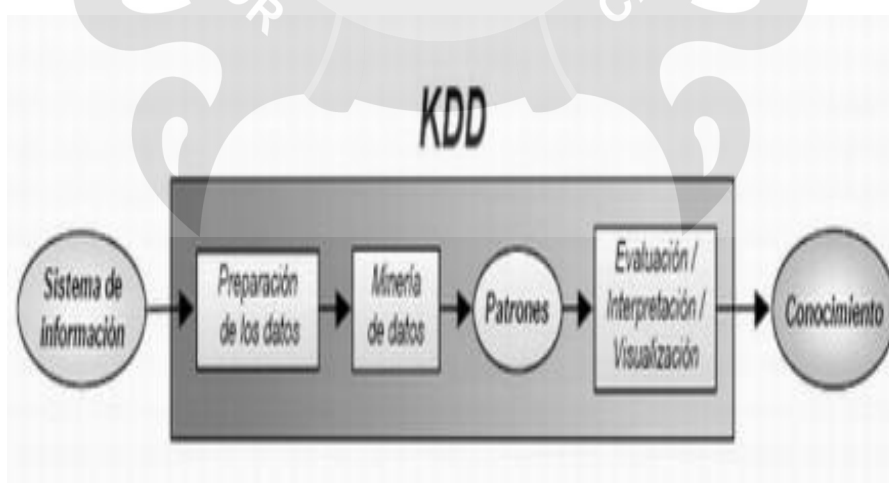 KDD
Sistema de
información
Preparación
de los datos
Minería
de datos
Patrones
Evaluación /
Interpretación /
Visualización
Conocimiento